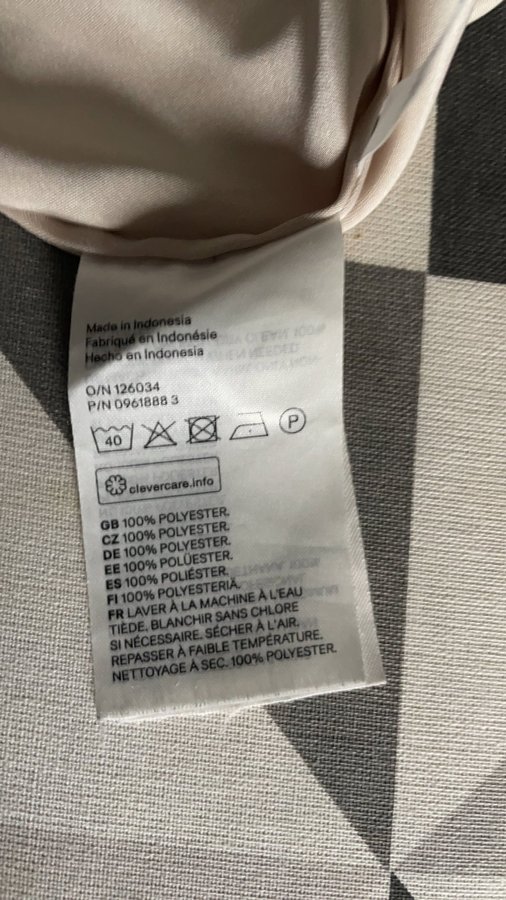 Made in Indonesia
Fabriqué en Indonésie
Hecho en Indonesia
O/N 126034
P/N 0961888 3
40 P
clevercare.info
GB 100% POLYESTER.
CZ 100% POLYESTER.
DE 100% POLYESTER.
EE 100% POLÜESTER.
ES 100% POLIÉSTER.
FI 100% POLYESTERIÄ.
FR LAVER À LA MACHINE À L'EAU
TIÈDE. BLANCHIR SANS CHLORE
SI NÉCESSAIRE. SÉCHER À L'AIR.
REPASSER À FAIBLE TEMPÉRATURE.
NETTOYAGE À SEC. 100% POLYESTER.